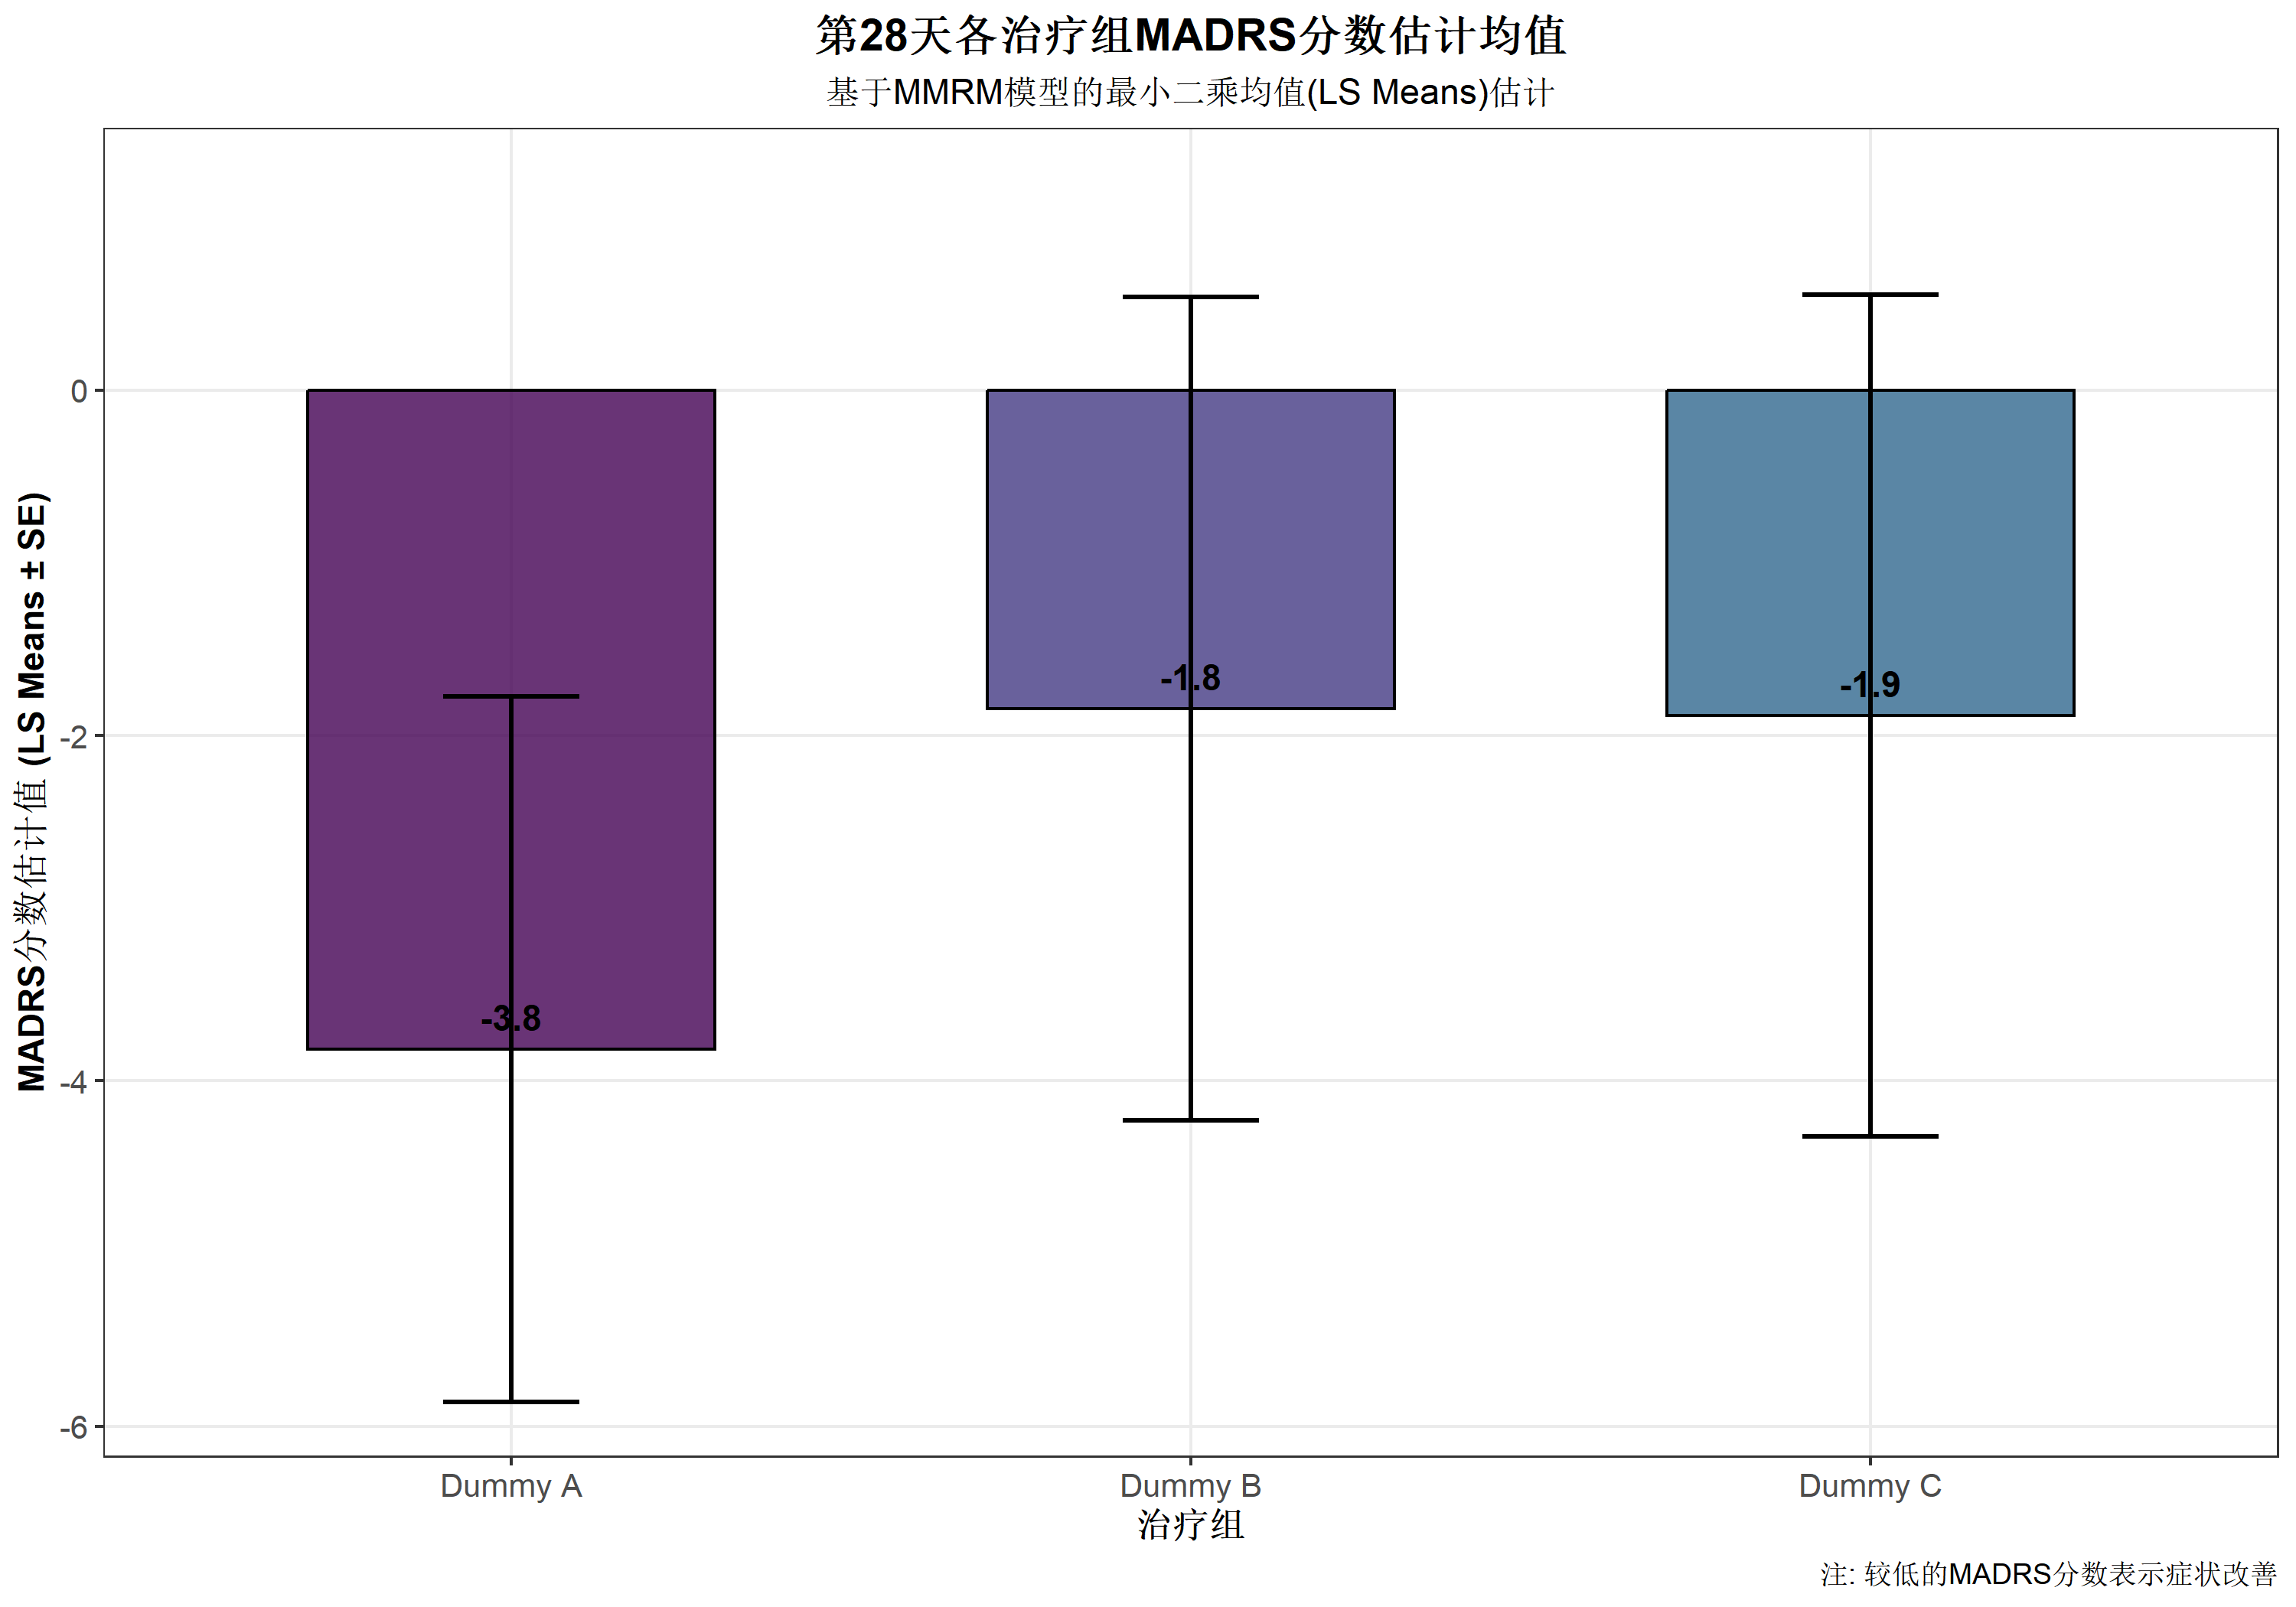 第28天各治疗组MADRS分数估计均值
基于MMRM模型的最小二乘均值(LS Means)估计
MADRS分数估计值 (LS Means ± SE)
0
-2
-4
-6
-3.8
-1.8
-1.9
Dummy A
Dummy B
Dummy C
治疗组
注: 较低的MADRS分数表示症状改善